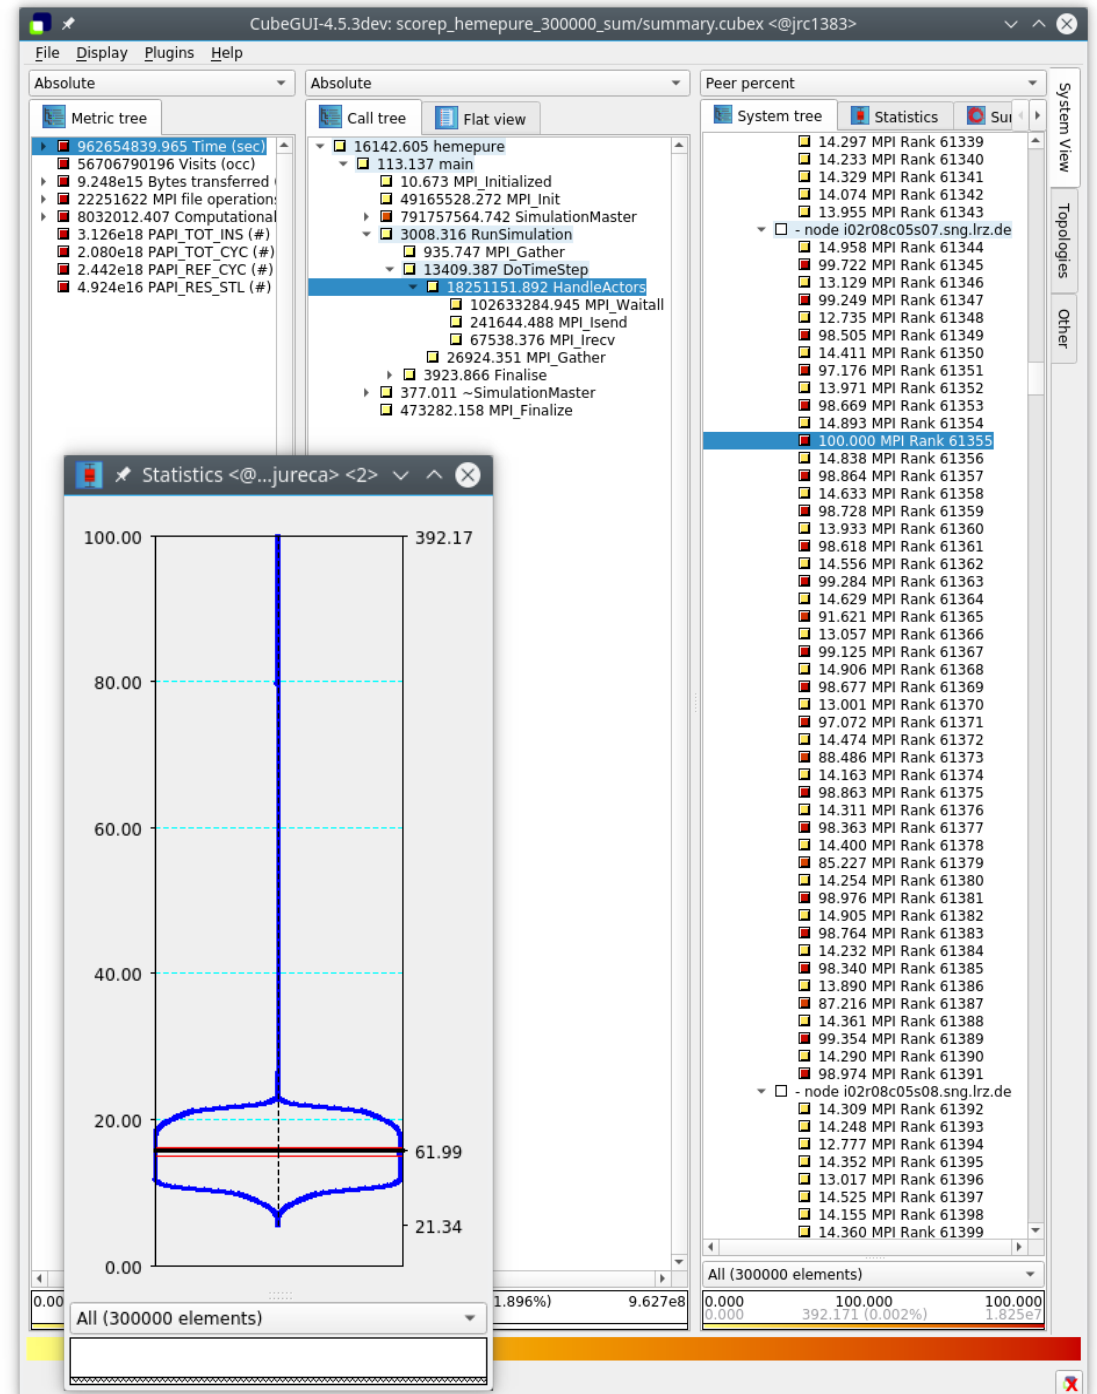 CubeGUI-4.5.3dev: scorep_hemepure_300000_sum/summary.cubex <@jrc1383>
File Display Plugins Help
Absolute
Metric tree
962654839.965 Time (sec)
56706790196 Visits (occ)
9.248e15 Bytes transferred
22251622 MPI file operation
8032012.407 Computational
3.126e18 PAPI_TOT_INS (#)
2.080e18 PAPI_TOT_CYC (#)
2.442e18 PAPI_REF_CYC (#)
4.924e16 PAPI_RES_STL (#)
Absolute
Call tree Flat view
16142.605 hemepure
113.137 main
10.673 MPI_Initialized
49165528.272 MPI_Init
791757564.742 SimulationMaster
3008.316 RunSimulation
935.747 MPI_Gather
13409.387 DoTimeStep
18251151.892 HandleActors
102633284.945 MPI_Waitall
241644.488 MPI_Isend
67538.376 MPI_Irecv
26924.351 MPI_Gather
3923.866 Finalise
377.011 ~SimulationMaster
473282.158 MPI_Finalize
Peer percent
System tree Statistics Su
14.297 MPI Rank 61339
14.233 MPI Rank 61340
14.329 MPI Rank 61341
14.074 MPI Rank 61342
13.955 MPI Rank 61343
- node i02r08c05s07.sng.lrz.de
14.958 MPI Rank 61344
99.722 MPI Rank 61345
13.129 MPI Rank 61346
99.249 MPI Rank 61347
12.735 MPI Rank 61348
98.505 MPI Rank 61349
14.411 MPI Rank 61350
97.176 MPI Rank 61351
13.971 MPI Rank 61352
98.669 MPI Rank 61353
14.893 MPI Rank 61354
100.000 MPI Rank 61355
14.838 MPI Rank 61356
98.864 MPI Rank 61357
14.633 MPI Rank 61358
98.728 MPI Rank 61359
13.933 MPI Rank 61360
98.618 MPI Rank 61361
14.556 MPI Rank 61362
99.284 MPI Rank 61363
14.629 MPI Rank 61364
91.621 MPI Rank 61365
13.057 MPI Rank 61366
99.125 MPI Rank 61367
14.906 MPI Rank 61368
98.677 MPI Rank 61369
13.001 MPI Rank 61370
97.072 MPI Rank 61371
14.474 MPI Rank 61372
88.486 MPI Rank 61373
14.163 MPI Rank 61374
98.863 MPI Rank 61375
14.311 MPI Rank 61376
98.363 MPI Rank 61377
14.400 MPI Rank 61378
85.227 MPI Rank 61379
14.254 MPI Rank 61380
98.976 MPI Rank 61381
14.905 MPI Rank 61382
98.764 MPI Rank 61383
14.232 MPI Rank 61384
98.340 MPI Rank 61385
13.890 MPI Rank 61386
87.216 MPI Rank 61387
14.361 MPI Rank 61388
99.354 MPI Rank 61389
14.290 MPI Rank 61390
98.974 MPI Rank 61391
- node i02r08c05s08.sng.lrz.de
14.309 MPI Rank 61392
14.248 MPI Rank 61393
12.777 MPI Rank 61394
14.352 MPI Rank 61395
13.017 MPI Rank 61396
14.525 MPI Rank 61397
14.155 MPI Rank 61398
14.360 MPI Rank 61399
All (300000 elements)
0.000 100.000 100.000
0.000 392.171 (0.002%) 1.825e7
System View
Topologies
Other
Statistics <@...jureca> <2>
100.00 392.17
80.00
60.00
40.00
20.00
61.99
21.34
0.00
All (300000 elements)
0.00 1.896%) 9.627e8